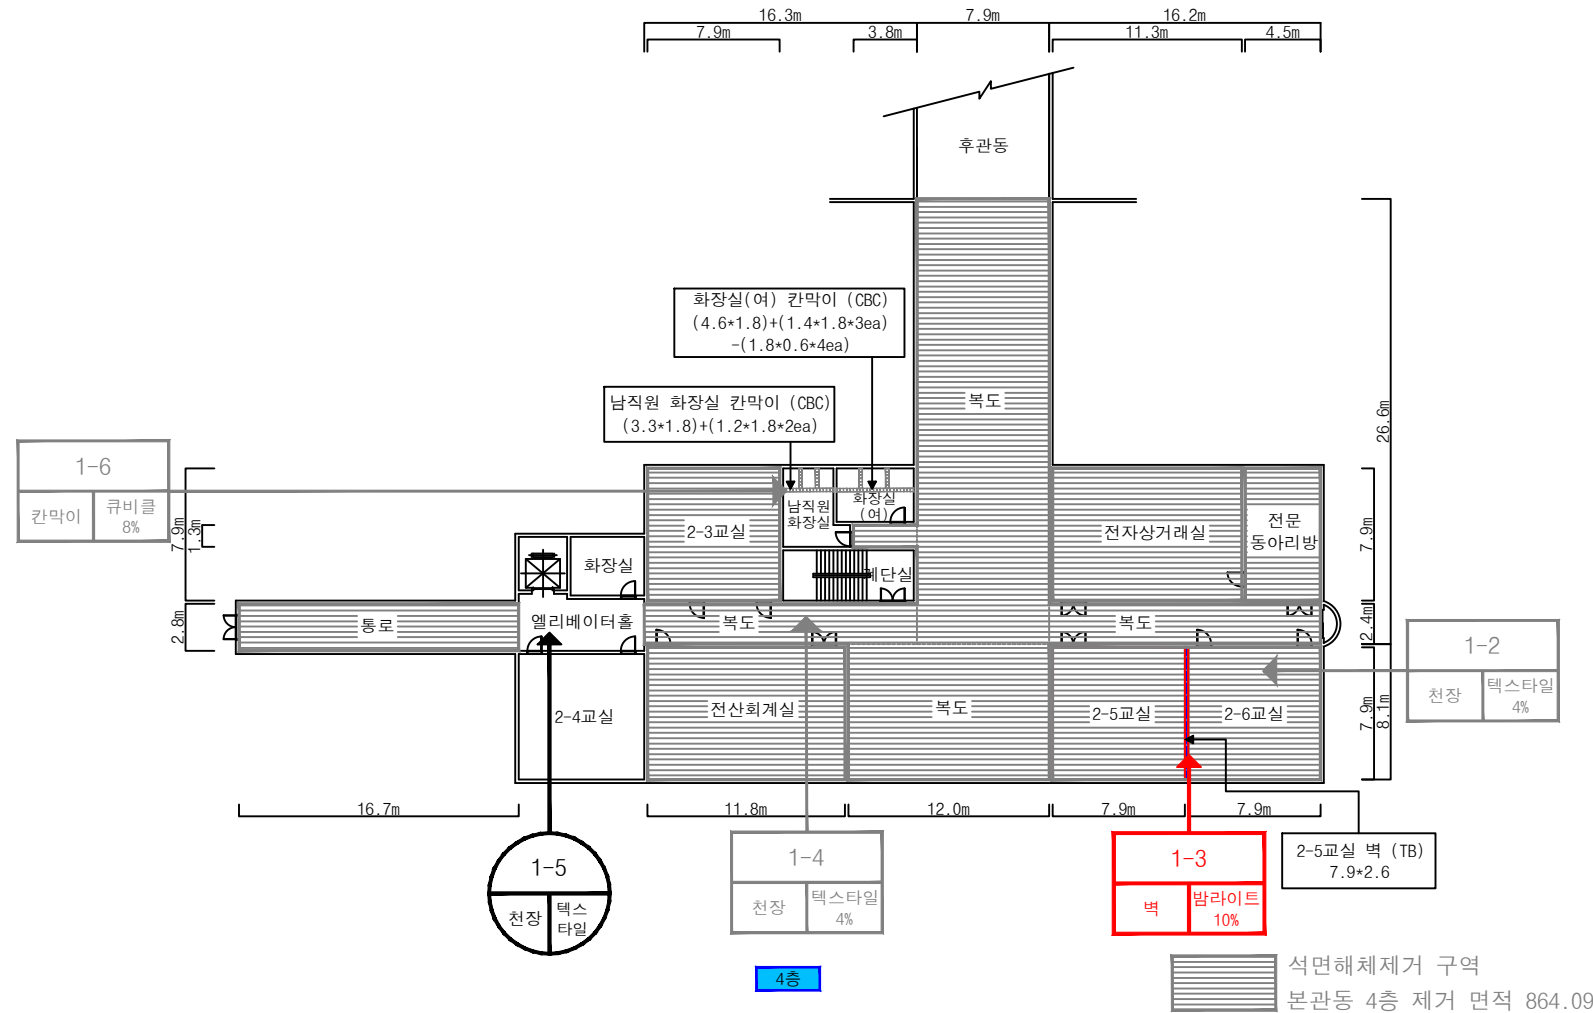 16.3m
7.9m
16.2m
7.9m
3.8m
11.3m
4.5m
후관동
화장실(여) 칸막이 (CBC)
(4.6*1.8)+(1.4*1.8*3ea)
-(1.8*0.6*4ea)
남직원 화장실 칸막이 (CBC)
(3.3*1.8)+(1.2*1.8*2ea)
복도
26.6m
1-6
칸막이
큐비클
8%
7.9m
1.3m
2-3교실
남직원
화장실
화장실
(여)
전자상거래실
전문
동아리방
7.9m
화장실
계단실
2.8m
통로
엘리베이터홀
복도
복도
2.4m
1-2
천장
텍스타일
4%
2-4교실
전산회계실
복도
2-5교실
2-6교실
7.9m
8.1m
16.7m
11.8m
12.0m
7.9m
7.9m
1-5
천장
텍스
타일
1-4
천장
텍스타일
4%
1-3
벽
밤라이트
10%
2-5교실 벽 (TB)
7.9*2.6
4층
석면해체제거 구역
본관동 4층 제거 면적 864.09